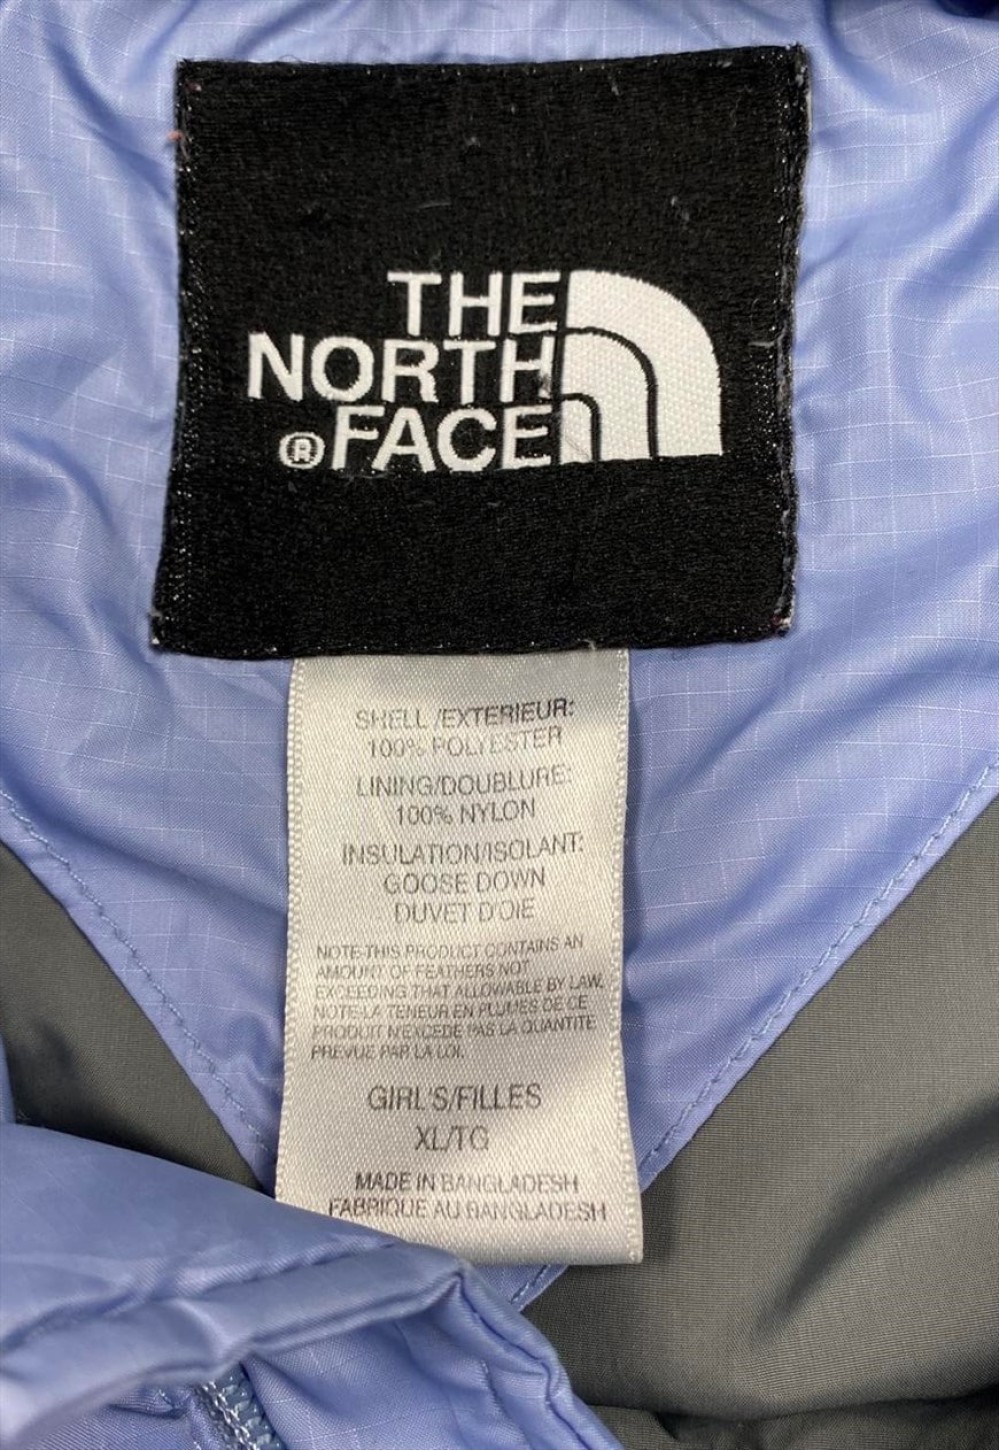 THE
NORTH
® FACE
SHELL/EXTERIEUR:
100% POLYESTER
LINING/DOUBLURE:
100% NYLON
INSULATION/ISOLANT:
GOOSE DOWN
DUVET D'OIE
NOTE-THIS PRODUCT CONTAINS AN
AMOUNT OF FEATHERS NOT
EXCEEDING THAT ALLOWABLE BY LAW.
NOTE-LA TENEUR EN PLUMES DE CE
PRODUIT N'EXCEDE PAS LA QUANTITE
PREVUE PAR LA LOI.
GIRL'S/FILLES
XL/TG
MADE IN BANGLADESH
FABRIQUE AU BANGLADESH